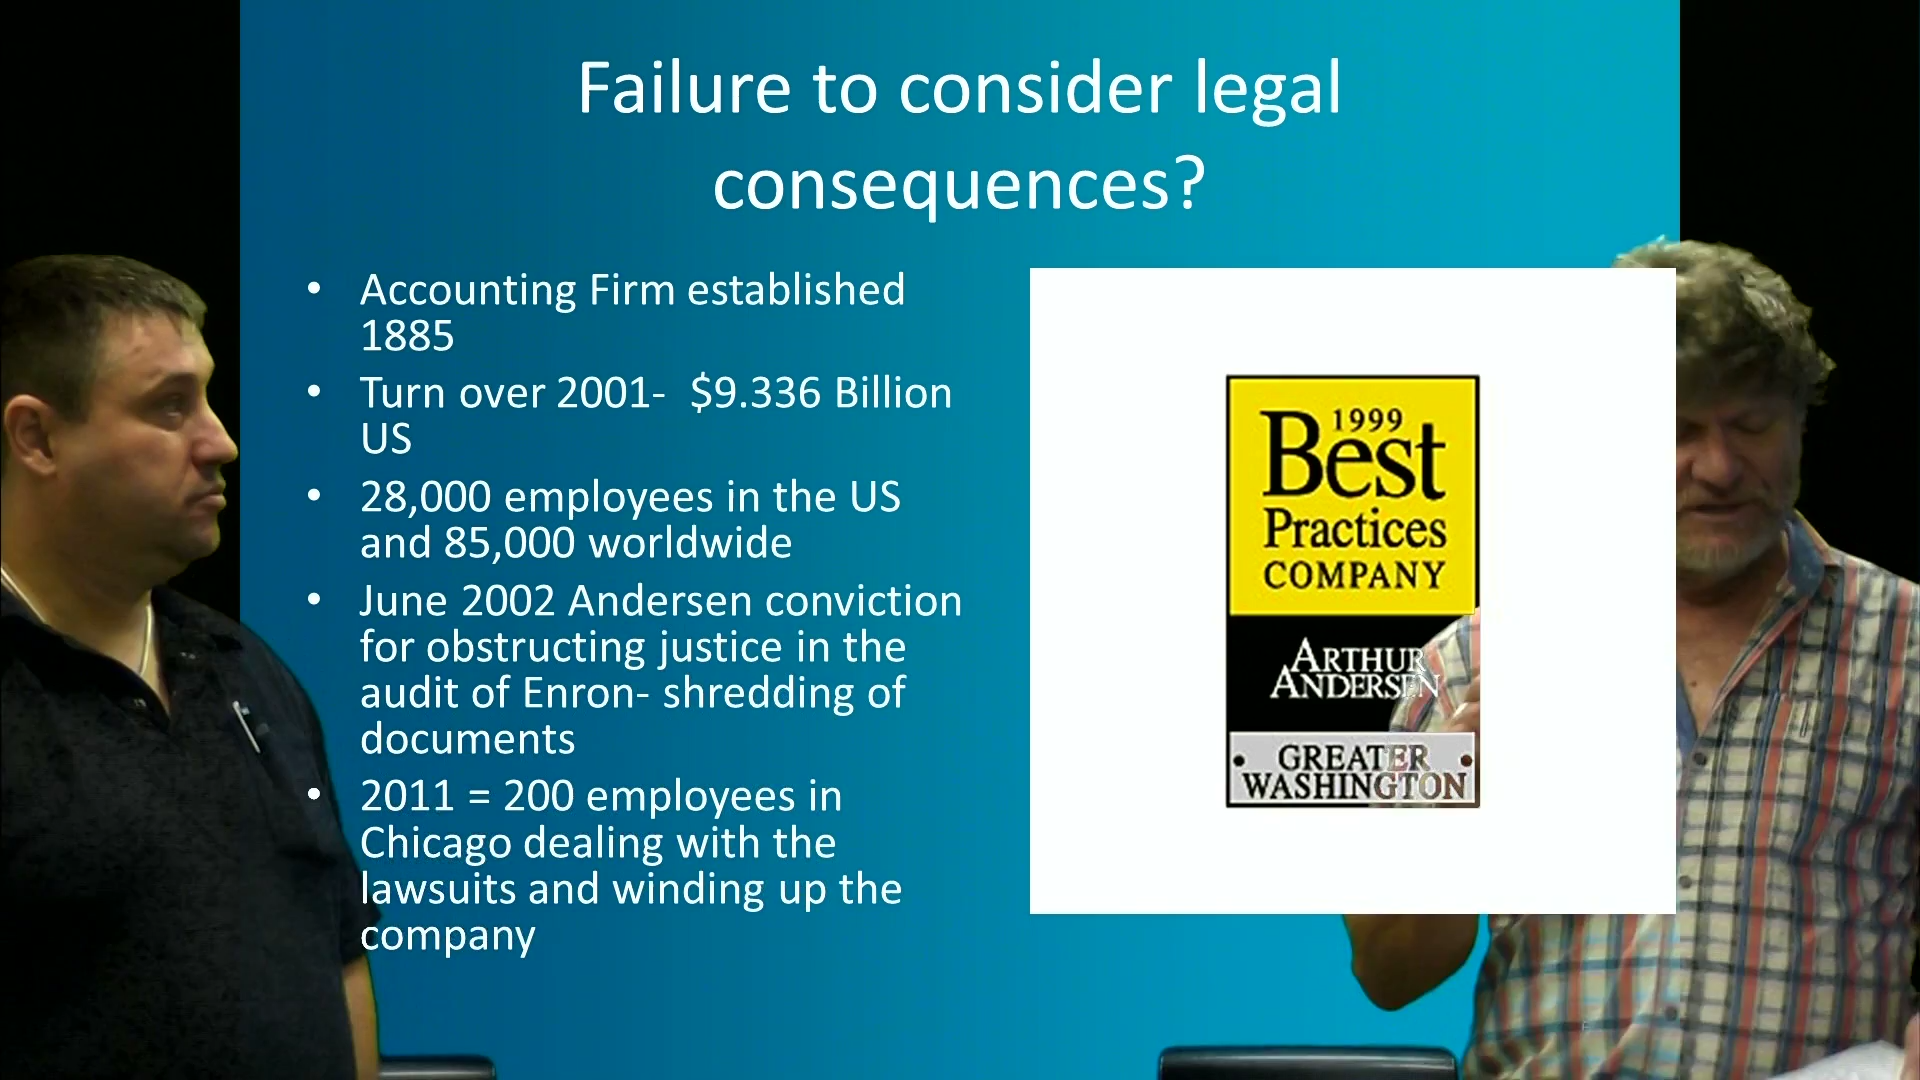 Failure to consider legal
consequences?
• Accounting Firm established
1885
• Turn over 2001- $9.336 Billion
US
• 28,000 employees in the US
and 85,000 worldwide
• June 2002 Andersen conviction
for obstructing justice in the
audit of Enron- shredding of
documents
• 2011 = 200 employees in
Chicago dealing with the
lawsuits and winding up the
company
1999
Best
Practices
COMPANY
ARTHUR
ANDERSEN
GREATER
WASHINGTON